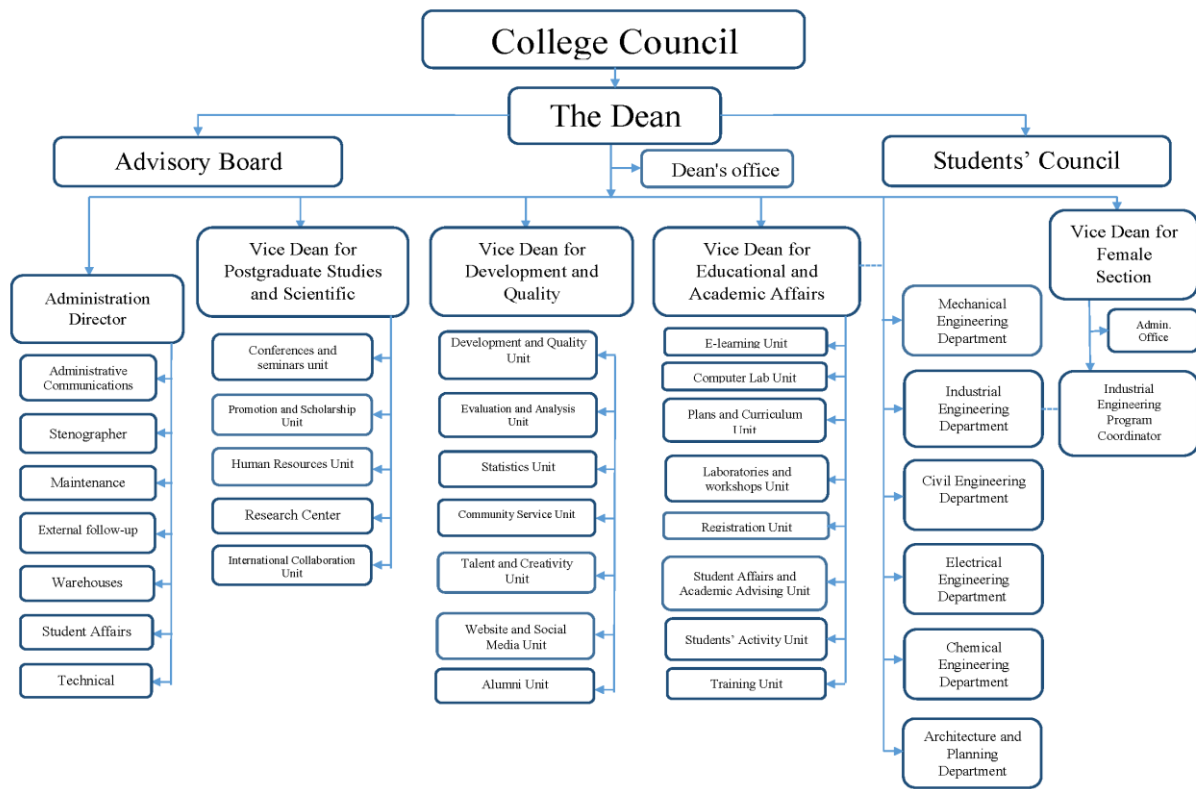 College Council
The Dean
Advisory Board
Students' Council
Dean's office
Administration
Director
Administrative
Communications
Stenographer
Maintenance
External follow-up
Warehouses
Student Affairs
Technical
Vice Dean for
Postgraduate Studies
and Scientific
Conferences and
seminars unit
Promotion and Scholarship
Unit
Human Resources Unit
Research Center
International Collaboration
Unit
Vice Dean for
Development and
Quality
Development and Quality
Unit
Evaluation and Analysis
Unit
Statistics Unit
Community Service Unit
Talent and Creativity
Unit
Website and Social
Media Unit
Alumni Unit
Vice Dean for
Educational and
Academic Affairs
E-learning Unit
Computer Lab Unit
Plans and Curriculum
Unit
Laboratories and
workshops Unit
Registration Unit
Student Affairs and
Academic Advising Unit
Students' Activity Unit
Training Unit
Mechanical
Engineering
Department
Industrial
Engineering
Department
Civil Engineering
Department
Electrical
Engineering
Department
Chemical
Engineering
Department
Architecture and
Planning
Department
Vice Dean for
Female
Section
Admin.
Office
Industrial
Engineering
Program
Coordinator